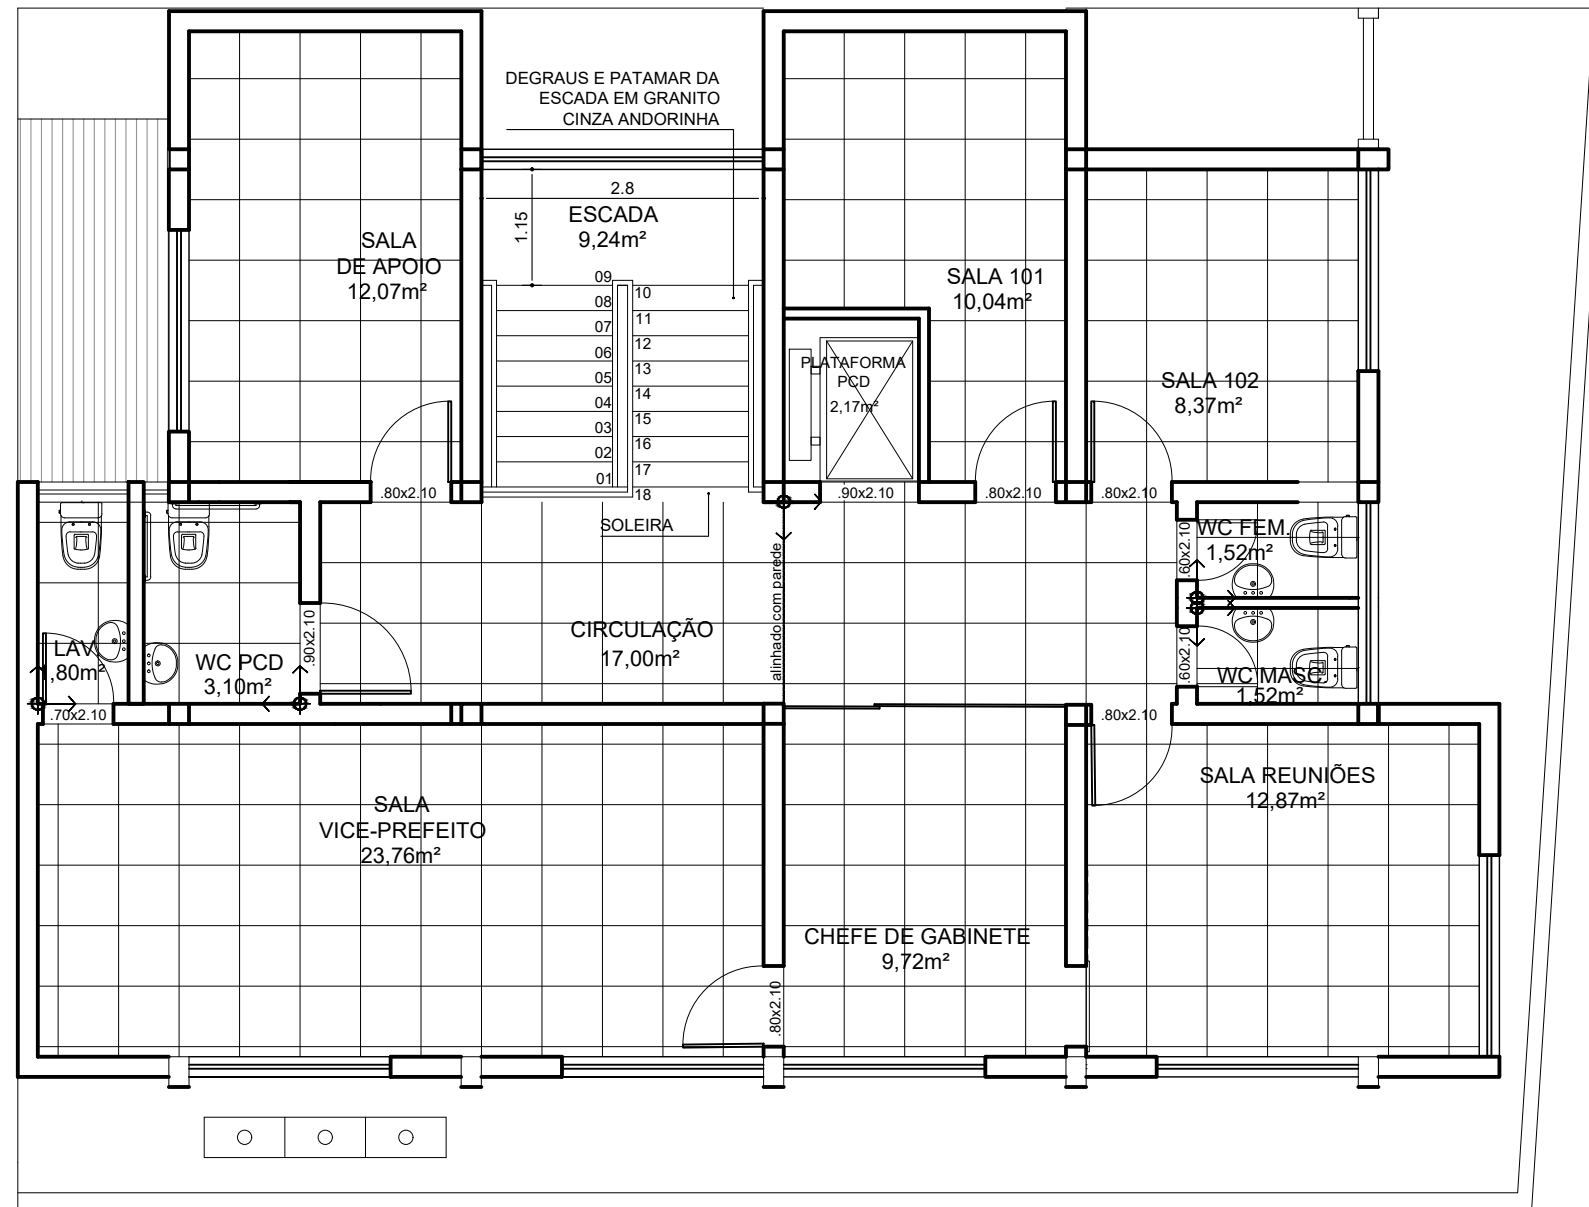 DEGRAUS E PATAMAR DA
ESCADA EM GRANITO
CINZA ANDORINHA
2.8
1.15
ESCADA
9,24m²
SALA
DE APOIO
12,07m²
SALA 101
10,04m²
09
08
07
06
05
04
03
02
01
10
11
12
13
14
15
16
17
18
PLATAFORMA
PCD
2,17m²
SALA 102
8,37m²
.80x2.10
.90x2.10
.80x2.10
.80x2.10
SOLEIRA
alinhado com parede
.60x2.10
WC FEM.
1,52m²
CIRCULAÇÃO
17,00m²
.90x2.10
LAV.
,80m²
WC PCD
3,10m²
.60x2.10
WC MASC.
1,52m²
.70x2.10
.80x2.10
SALA REUNIÕES
12,87m²
SALA
VICE-PREFEITO
23,76m²
CHEFE DE GABINETE
9,72m²
.80x2.10